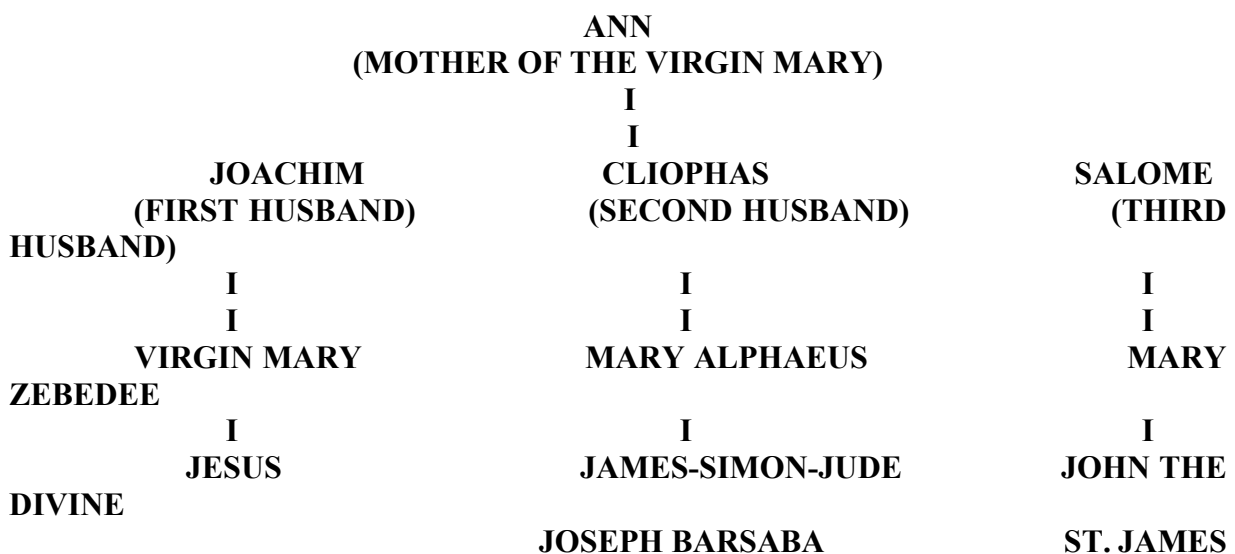 ANN
(MOTHER OF THE VIRGIN MARY)
I
I
JOACHIM CLIOPHAS SALOME
(FIRST HUSBAND) (SECOND HUSBAND) (THIRD
HUSBAND)
I I I
I I I
VIRGIN MARY MARY ALPHAEUS MARY
ZEBEDEE
I I I
JESUS JAMES-SIMON-JUDE JOHN THE
DIVINE
JOSEPH BARSABA ST. JAMES